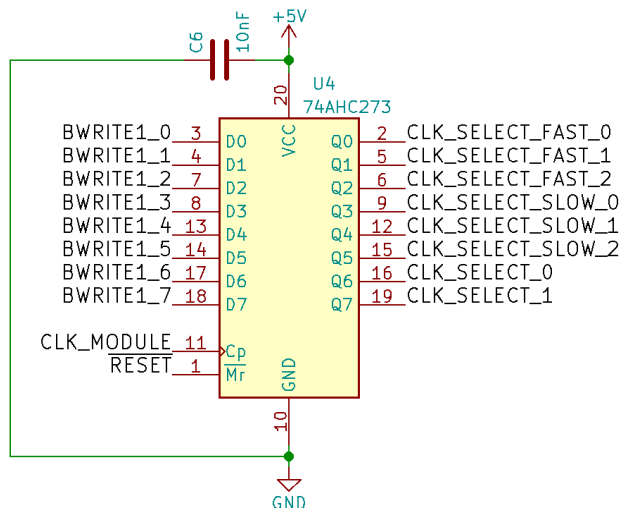 +5V
C6
10nF
U4
74AHC273
20
VCC
BWRITE1_0 3 D0 Q0 2 CLK_SELECT_FAST_0
BWRITE1_1 4 D1 Q1 5 CLK_SELECT_FAST_1
BWRITE1_2 7 D2 Q2 6 CLK_SELECT_FAST_2
BWRITE1_3 8 D3 Q3 9 CLK_SELECT_SLOW_0
BWRITE1_4 13 D4 Q4 12 CLK_SELECT_SLOW_1
BWRITE1_5 14 D5 Q5 15 CLK_SELECT_SLOW_2
BWRITE1_6 17 D6 Q6 16 CLK_SELECT_0
BWRITE1_7 18 D7 Q7 19 CLK_SELECT_1
CLK_MODULE 11 Cp
RESET 1 Mr
GND
10
GND